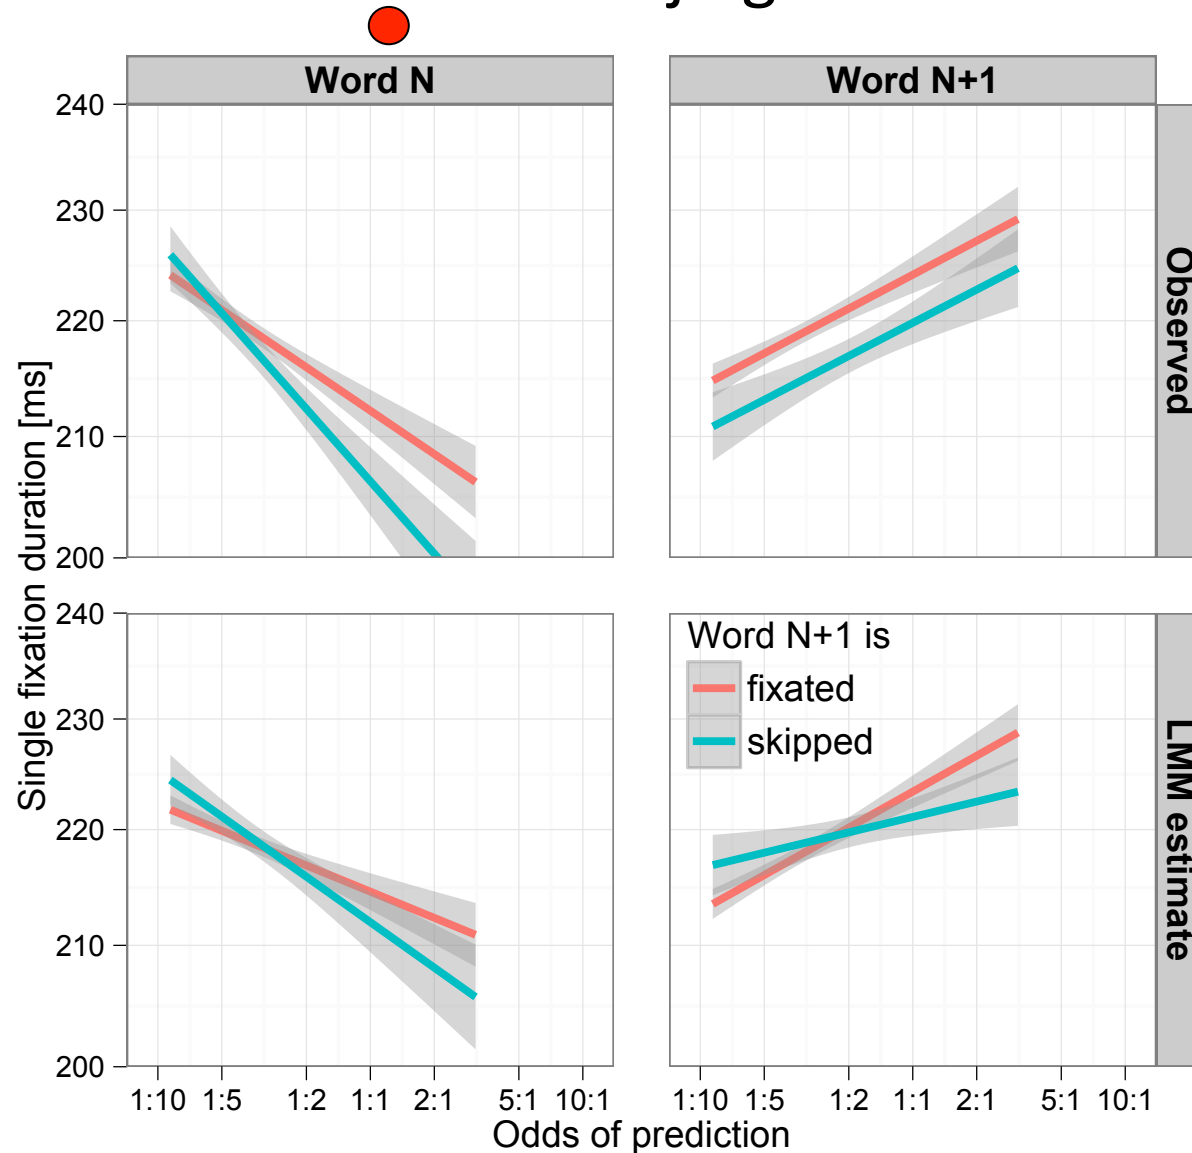 Word N
Word N+1
240
230
220
210
200
Observed
Single fixation duration [ms]
240
230
220
210
200
Word N+1 is
fixated
skipped
LMM estimate
1:10 1:5 1:2 1:1 2:1 5:1 10:1
1:10 1:5 1:2 1:1 2:1 5:1 10:1
Odds of prediction